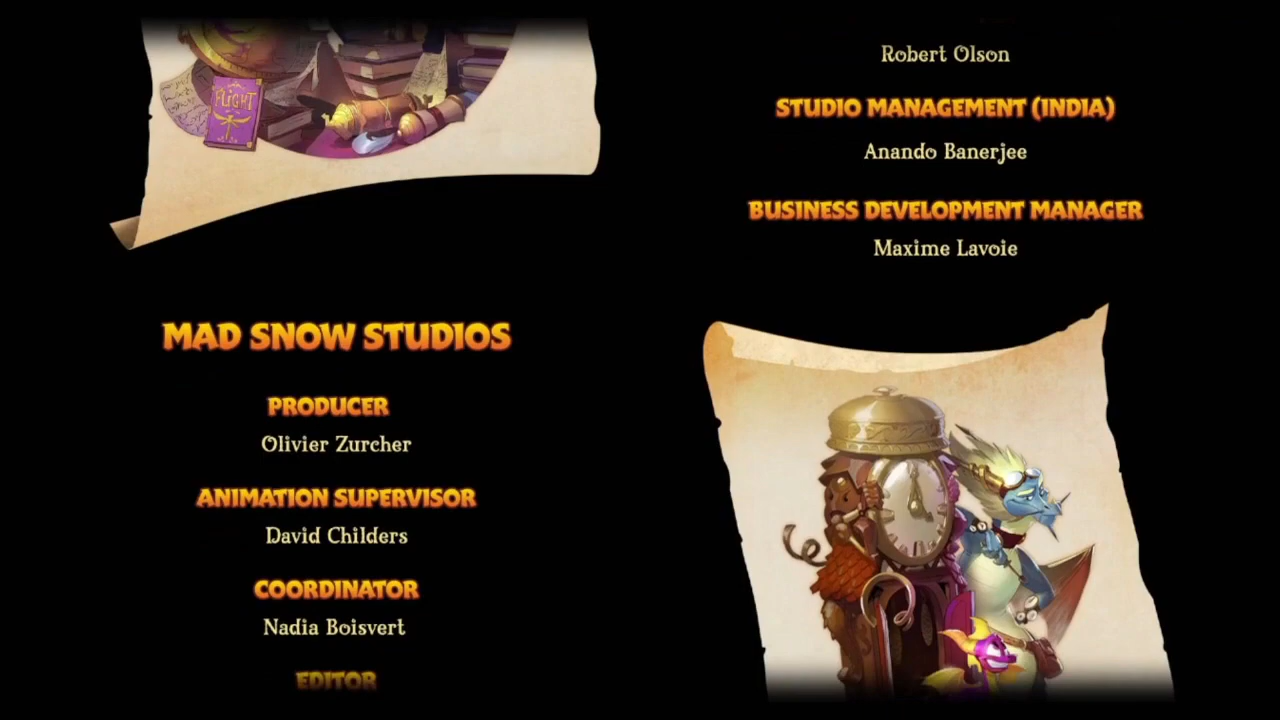 FLIGHT
MAD SNOW STUDIOS
PRODUCER
Olivier Zurcher
ANIMATION SUPERVISOR
David Childers
COORDINATOR
Nadia Boisvert
EDITOR
Robert Olson
STUDIO MANAGEMENT (INDIA)
Anando Banerjee
BUSINESS DEVELOPMENT MANAGER
Maxime Lavoie